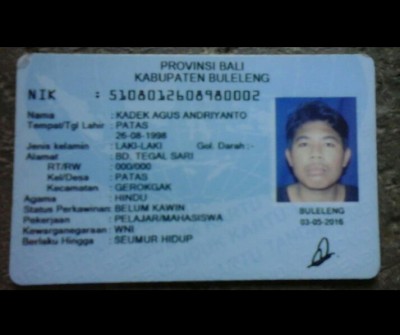 PROVINSI BALI
KABUPATEN BULELENG
NIK : 5108012608980002
Nama : KADEK AGUS ANDRIYANTO
Tempat/Tgl Lahir : PATAS
26-08-1998
Jenis kelamin : LAKI-LAKI Gol. Darah :-
Alamat : BD. TEGAL SARI
RT/RW : 000/000
Kel/Desa : PATAS
Kecamatan : GEROKGAK
Agama : HINDU
Status Perkawinan: BELUM KAWIN
Pekerjaan : PELAJAR/MAHASISWA
Kewarganegaraan: WNI
Berlaku Hingga : SEUMUR HIDUP
BULELENG
03-05-2016